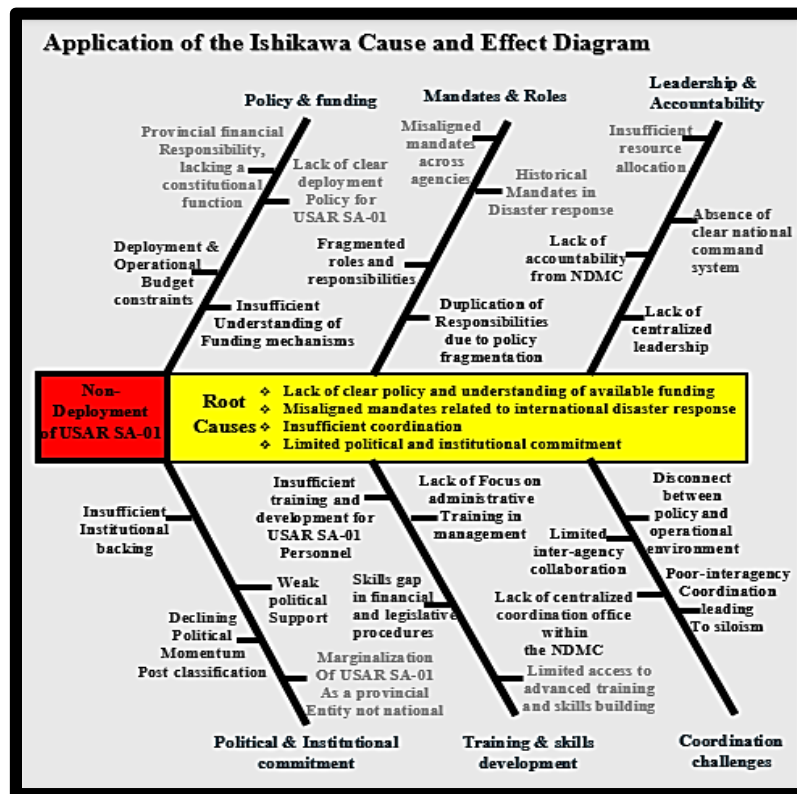 Application of the Ishikawa Cause and Effect Diagram
Policy & funding
Provincial financial
Responsibility,
lacking a
constitutional
function
Lack of clear
deployment
Policy for
USAR SA-01
Deployment &
Operational
Budget
constraints
Insufficient
Understanding of
Funding mechanisms
Mandates & Roles
Misaligned
mandates
across
agencies
Historical
Mandates in
Disaster response
Fragmented
roles and
responsibilities
Duplication of
Responsibilities
due to policy
fragmentation
Leadership &
Accountability
Insufficient
resource
allocation
Absence of
clear national
command
system
Lack of
accountability
from NDMC
Lack of
centralized
leadership
Non-
Deployment
of USAR SA-01
Root
Causes
❖ Lack of clear policy and understanding of available funding
❖ Misaligned mandates related to international disaster response
❖ Insufficient coordination
❖ Limited political and institutional commitment
Insufficient
Institutional
backing
Weak
political
Support
Declining
Political
Momentum
Post classification
Marginalization
Of USAR SA-01
As a provincial
Entity not national
Political & Institutional
commitment
Insufficient
training and
development for
USAR SA-01
Personnel
Lack of Focus on
administrative
Training in
management
Skills gap
in financial
and legislative
procedures
Limited access to
advanced training
and skills building
Training & skills
development
Disconnect
between
policy and
operational
environment
Limited
inter-agency
collaboration
Lack of centralized
coordination office
within
the NDMC
Poor-interagency
Coordination
leading
To siloism
Coordination
challenges